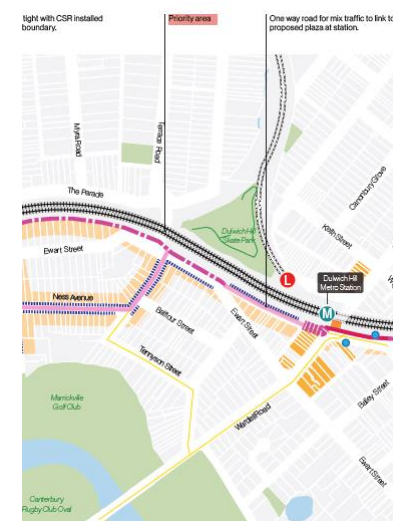 tight with CSR installed
boundary.
Priority area
One way road for mix traffic to link to
proposed plaza at station.
Myra Road
Terrace Road
Canonbury Grove
The Parade
Dulwich Hill
Skate Park
Keith Street
Ewart Street
L
Dulwich Hill
Metro Station
Ness Avenue
M
Balfour Street
Ewart Street
Tennyson Street
Marrickville
Golf Club
Wardell Road
Bailey Street
Ewart Street
Canterbury
Rugby Club Oval